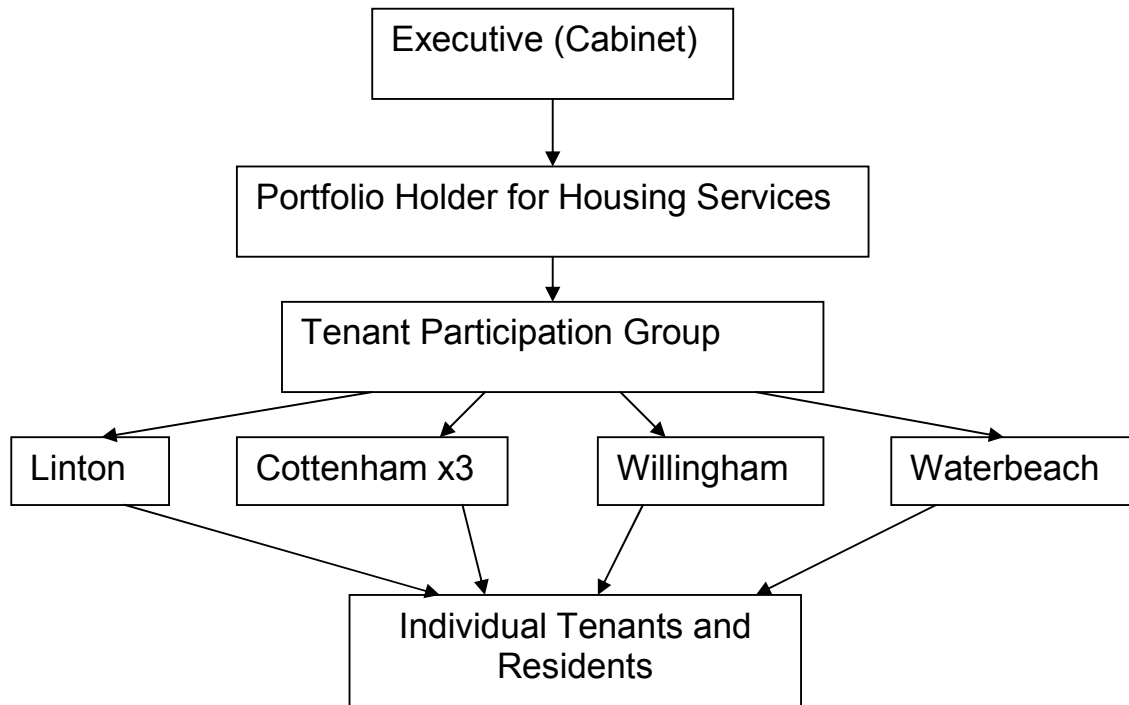 Executive (Cabinet)
Portfolio Holder for Housing Services
Tenant Participation Group
Linton
Cottenham x3
Willingham
Waterbeach
Individual Tenants and
Residents